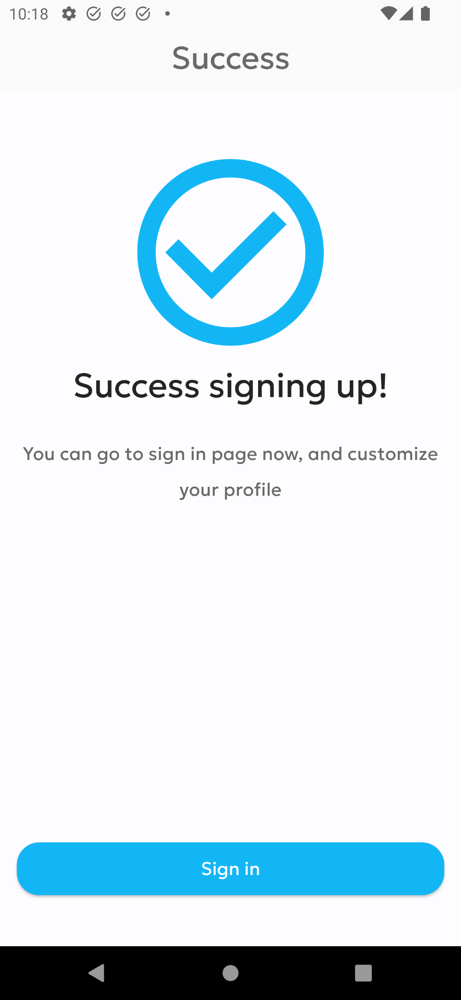 10:18
Success
Success signing up!
You can go to sign in page now, and customize
your profile
Sign in